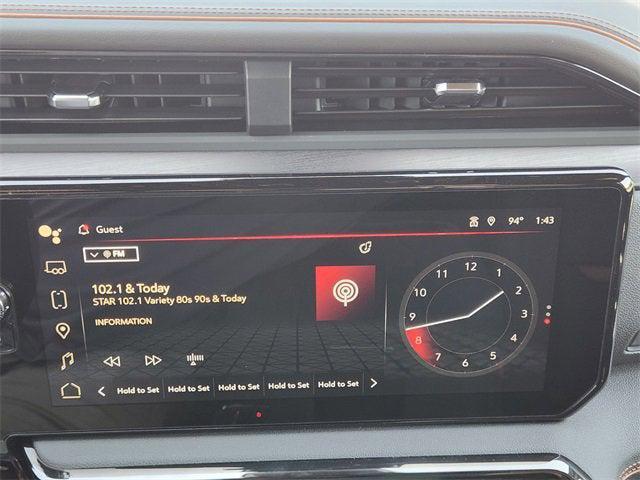 Guest
94° 1:43
FM
102.1 & Today
STAR 102.1 Variety 80s 90s & Today
INFORMATION
12
1
2
3
4
5
6
7
8
9
10
11
Hold to Set Hold to Set Hold to Set Hold to Set Hold to Set